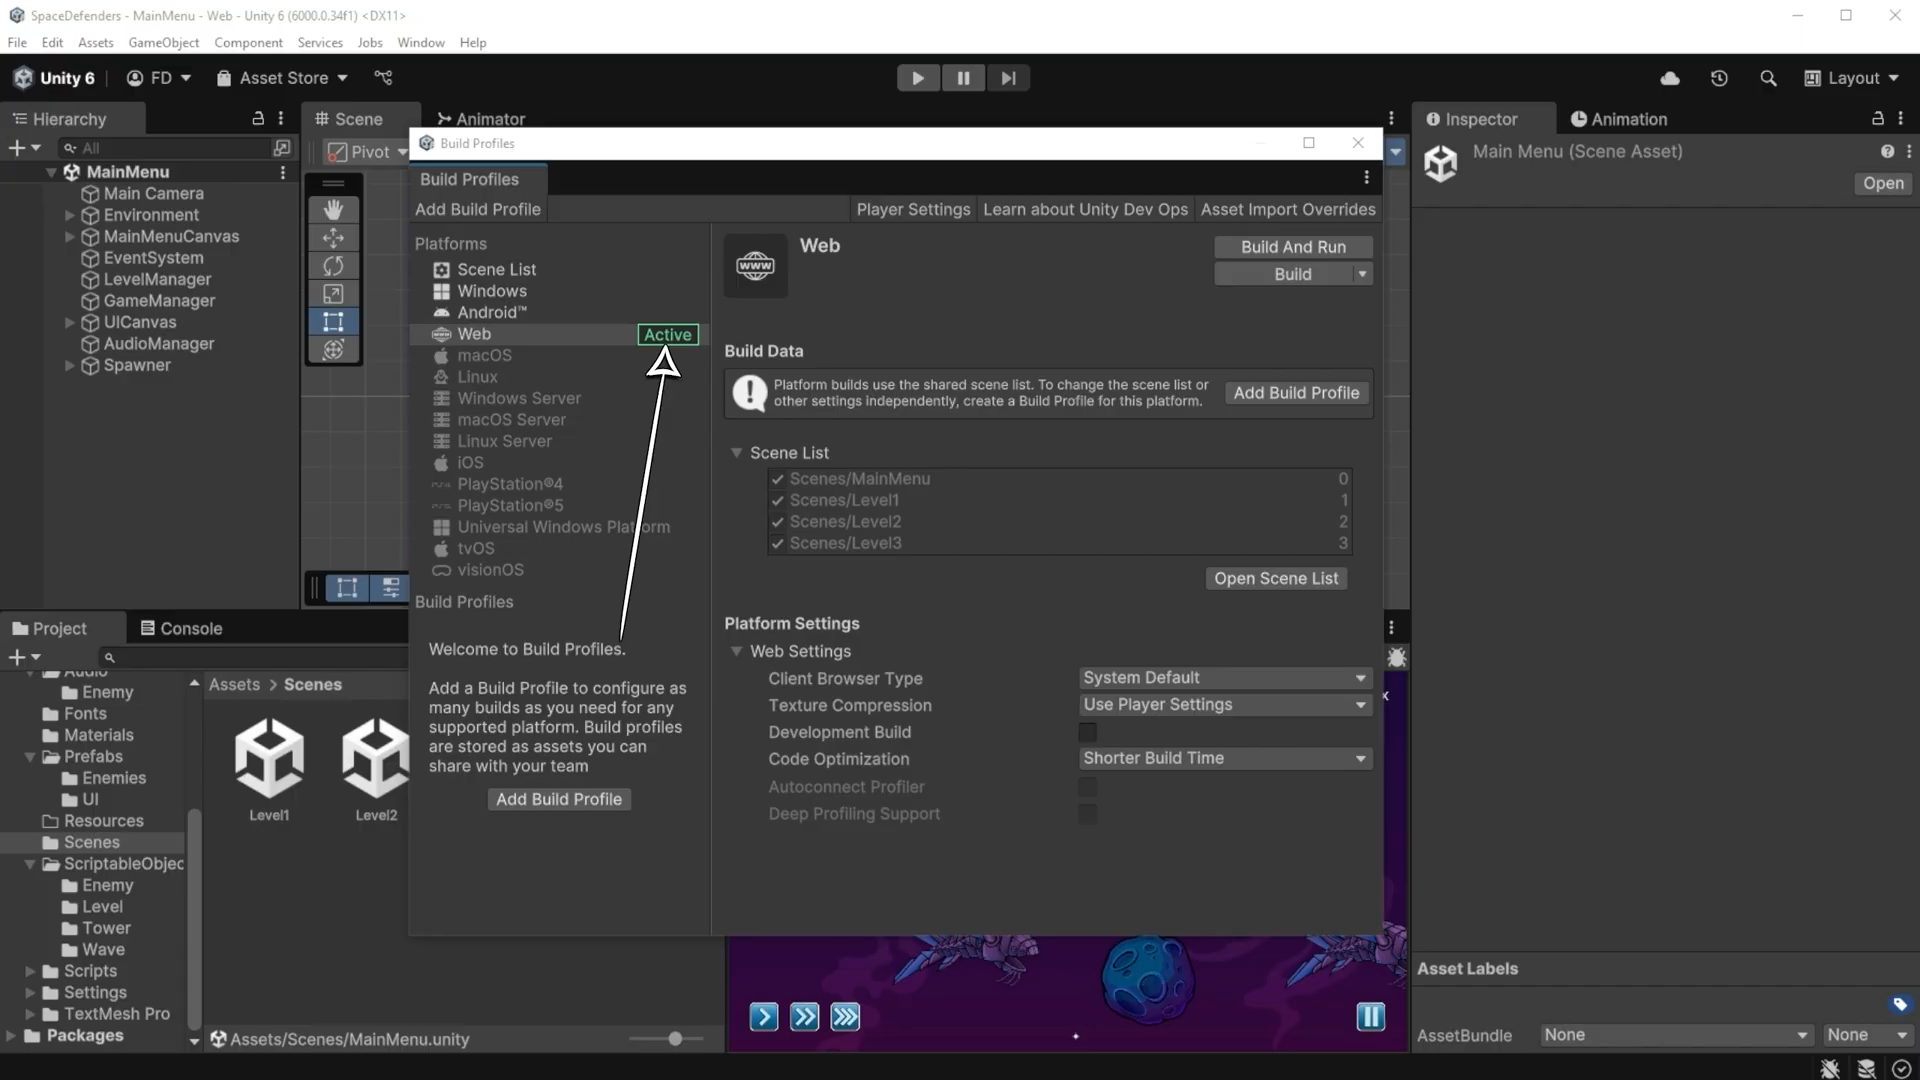 SpaceDefenders - MainMenu - Web - Unity 6 (6000.0.34f1) <DX11>
File Edit Assets GameObject Component Services Jobs Window Help
Unity 6 FD Asset Store Layout
Hierarchy
All
MainMenu
Main Camera
Environment
MainMenuCanvas
EventSystem
LevelManager
GameManager
UICanvas
AudioManager
Spawner
Scene Animator
Pivot
Build Profiles
Build Profiles
Add Build Profile Player Settings Learn about Unity Dev Ops Asset Import Overrides
Platforms
Scene List
Windows
Android™
Web Active
macOS
Linux
Windows Server
macOS Server
Linux Server
iOS
PlayStation®4
PlayStation®5
Universal Windows Platform
tvOS
visionOS
Build Profiles
Welcome to Build Profiles.
Add a Build Profile to configure as
many builds as you need for any
supported platform. Build profiles
are stored as assets you can
share with your team
Add Build Profile
WWW
Web
Build And Run
Build
Build Data
Platform builds use the shared scene list. To change the scene list or
other settings independently, create a Build Profile for this platform.
Add Build Profile
Scene List
Scenes/MainMenu 0
Scenes/Level1 1
Scenes/Level2 2
Scenes/Level3 3
Open Scene List
Platform Settings
Web Settings
Client Browser Type System Default
Texture Compression Use Player Settings
Development Build
Code Optimization Shorter Build Time
Autoconnect Profiler
Deep Profiling Support
Inspector Animation
Main Menu (Scene Asset)
Open
Asset Labels
AssetBundle None None
Project Console
Audio
Enemy
Fonts
Materials
Prefabs
Enemies
UI
Resources
Scenes
ScriptableObjec
Enemy
Level
Tower
Wave
Scripts
Settings
TextMesh Pro
Packages
Assets > Scenes
Level1
Level2
Assets/Scenes/MainMenu.unity
x